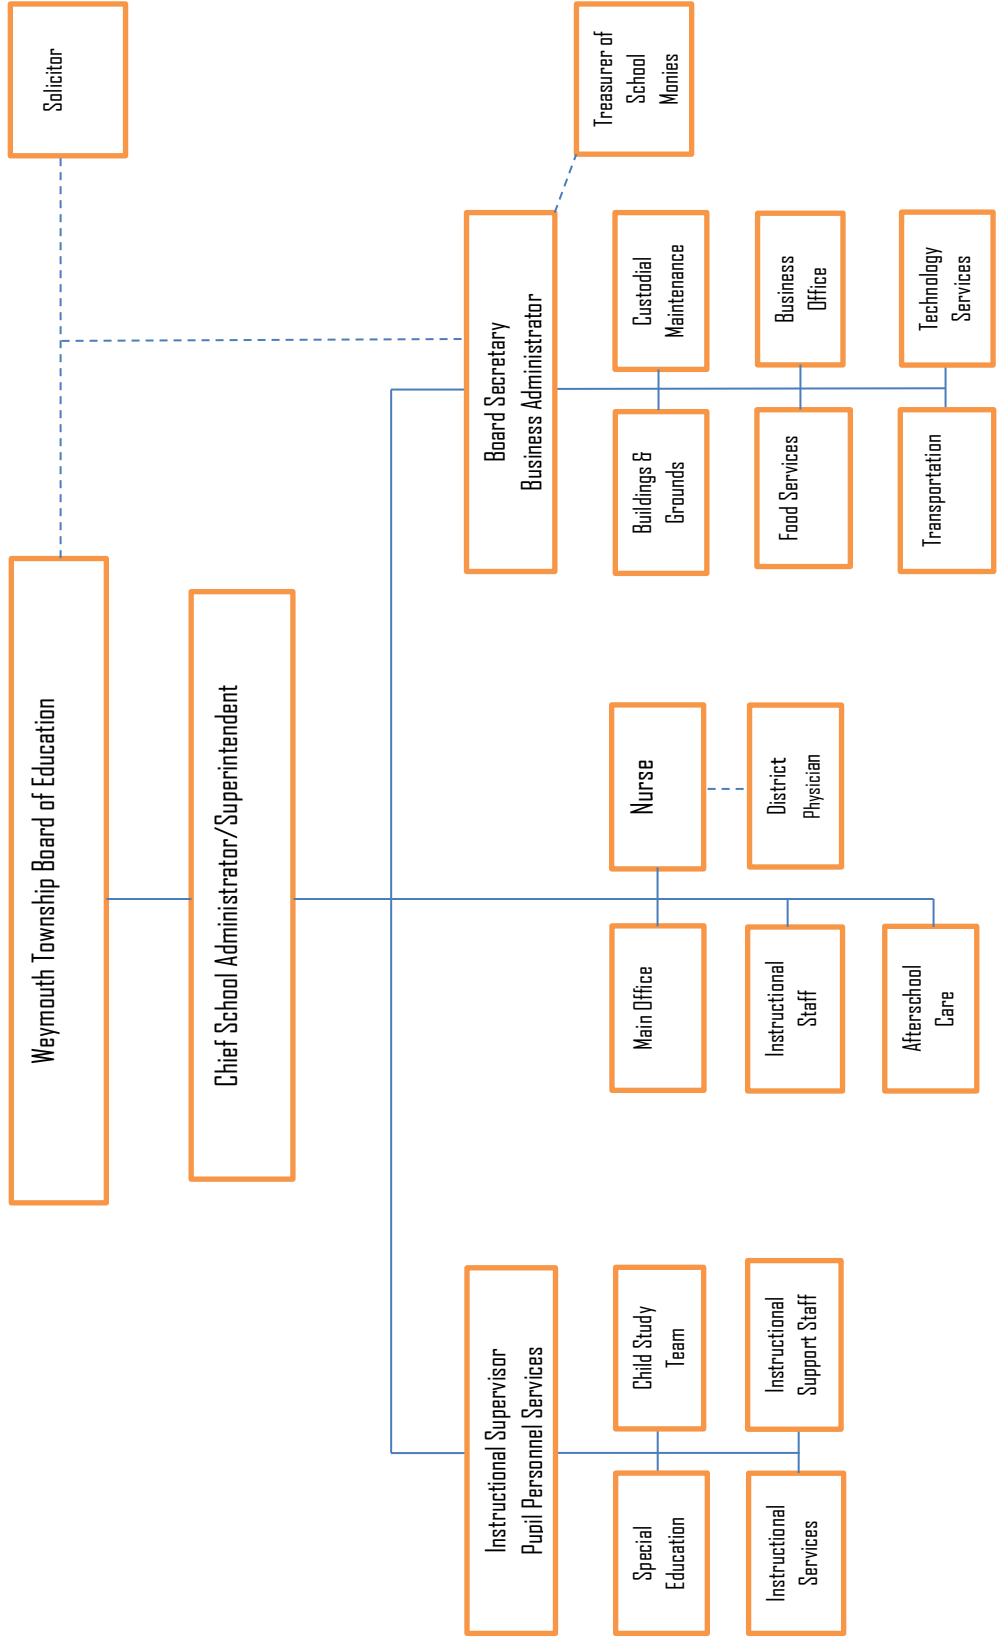 Weymouth Township Board of Education
Solicitor
Chief School Administrator/Superintendent
Instructional Supervisor
Pupil Personnel Services
Board Secretary
Business Administrator
Treasurer of
School
Monies
Special
Education
Child Study
Team
Main Office
Nurse
Buildings &
Grounds
Custodial
Maintenance
Instructional
Services
Instructional
Support Staff
Instructional
Staff
District
Physician
Food Services
Business
Office
Afterschool
Care
Transportation
Technology
Services